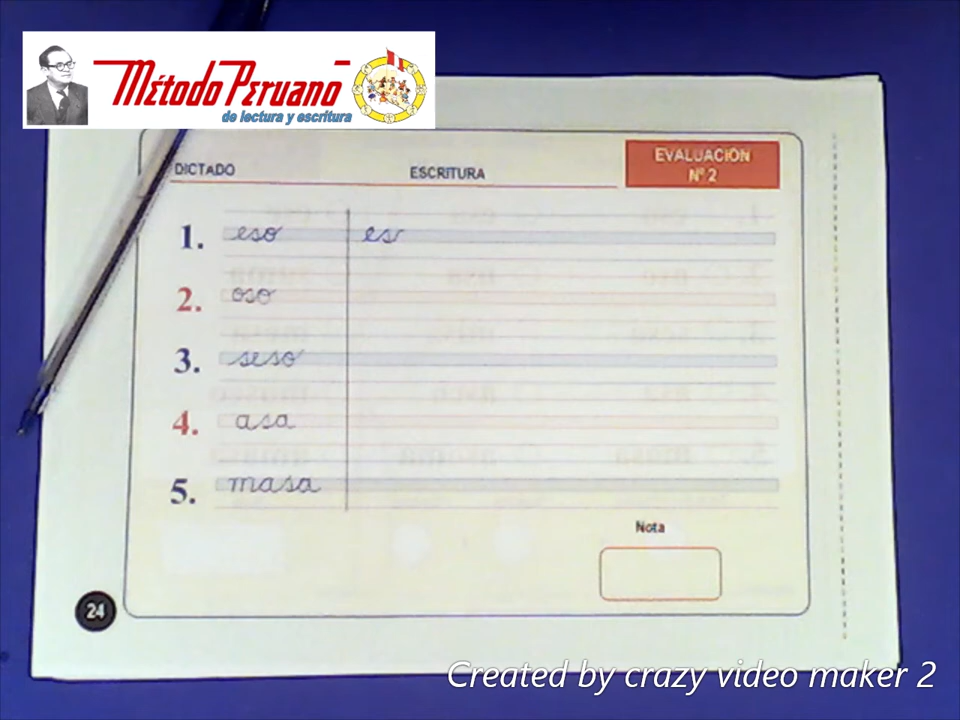 Método Peruano
de lectura y escritura
DICTADO ESCRITURA EVALUACIÓN
Nº 2
1. eso es
2. oso
3. seso
4. asa
5. masa
Nota
24
Created by crazy video maker 2